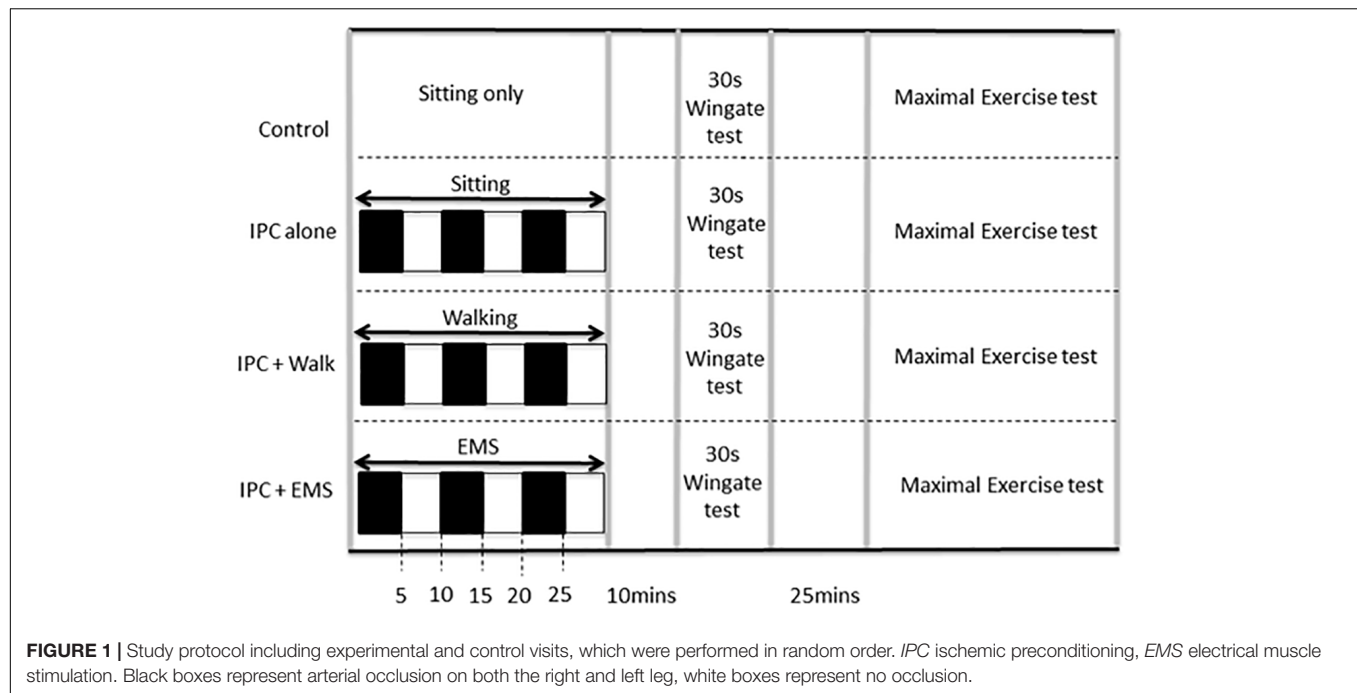 Sitting only
30s
Wingate
test
Maximal Exercise test
Control
Sitting
30s
Wingate
test
Maximal Exercise test
IPC alone
Walking
30s
Wingate
test
Maximal Exercise test
IPC + Walk
EMS
30s
Wingate
test
Maximal Exercise test
IPC + EMS
5 10 15 20 25 10mins 25mins
FIGURE 1 | Study protocol including experimental and control visits, which were performed in random order. IPC ischemic preconditioning, EMS electrical muscle
stimulation. Black boxes represent arterial occlusion on both the right and left leg, white boxes represent no occlusion.